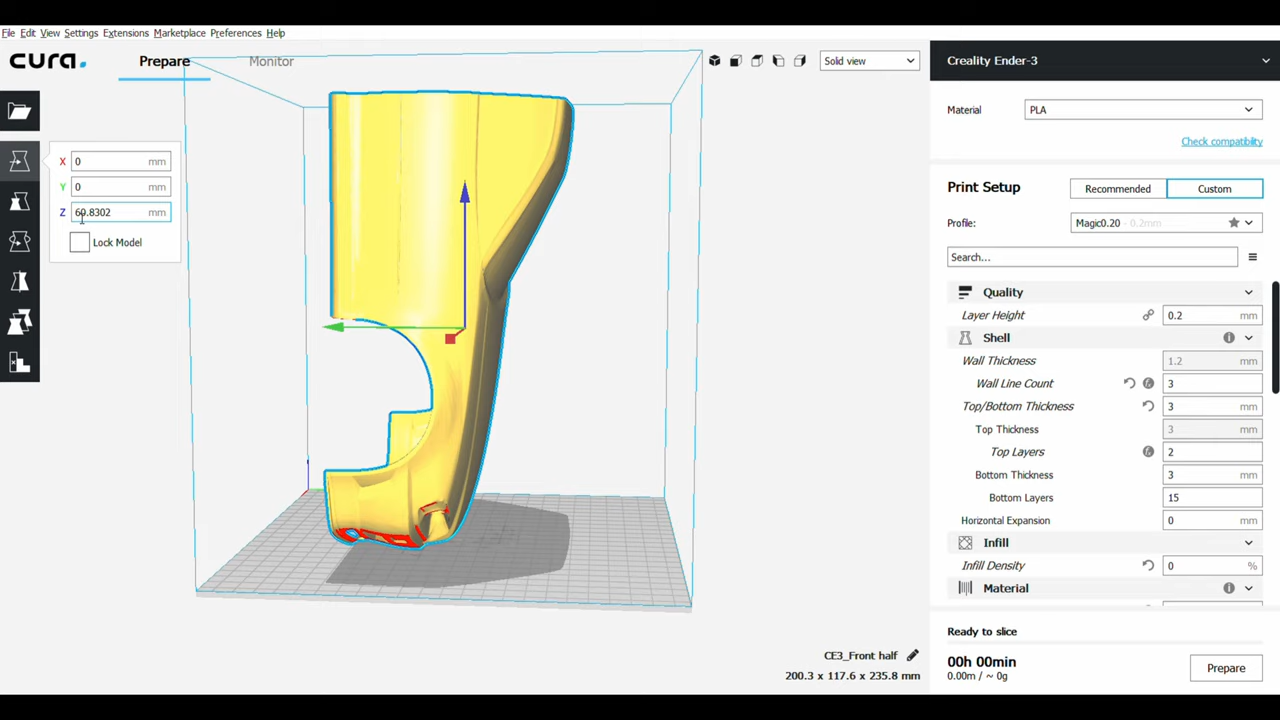 File Edit View Settings Extensions Marketplace Preferences Help
cura.
Prepare
Monitor
Solid view
X 0 mm
Y 0 mm
Z 60.8302 mm
Lock Model
CE3_Front half
200.3 x 117.6 x 235.8 mm
Creality Ender-3
Material PLA
Check compatibility
Print Setup Recommended Custom
Profile: Magic0.20 - 0.2mm
Search...
Quality
Layer Height 0.2 mm
Shell
Wall Thickness 1.2 mm
Wall Line Count 3
Top/Bottom Thickness 3 mm
Top Thickness 3 mm
Top Layers 2
Bottom Thickness 3 mm
Bottom Layers 15
Horizontal Expansion 0 mm
Infill
Infill Density 0 %
Material
Ready to slice
00h 00min
0.00m / ~ 0g
Prepare